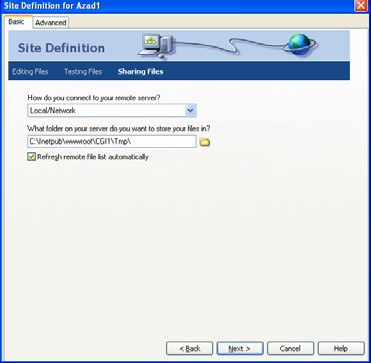 Site Definition for Azad1
Basic Advanced
Site Definition
Editing Files Testing Files Sharing Files
How do you connect to your remote server?
Local/Network
What folder on your server do you want to store your files in?
C:\Inetpub\wwwroot\CGI1\Tmp\
Refresh remote file list automatically
< Back Next > Cancel Help